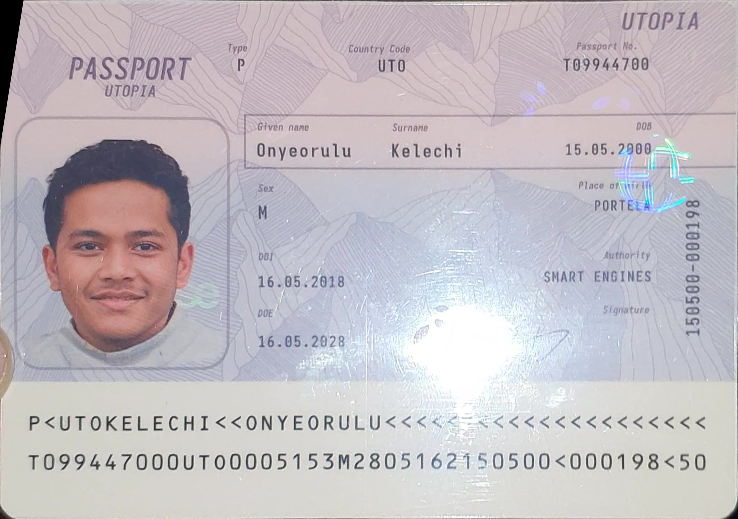 UTOPIA
PASSPORT
UTOPIA
Type
P
Country Code
UTO
Passport No.
T09944700
Given name
Onyeorulu
Surname
Kelechi
DOB
15.05.2000
Sex
M
Place of birth
PORTELA
DOI
16.05.2018
Authority
SMART ENGINES
DOE
16.05.2028
Signature
150500-000198
P<UTOKELECHI<<ONYEORULU<<<<< <<<<<<<<<<<<<<<
T099447000UTO0005153M2805162150500<000198<50